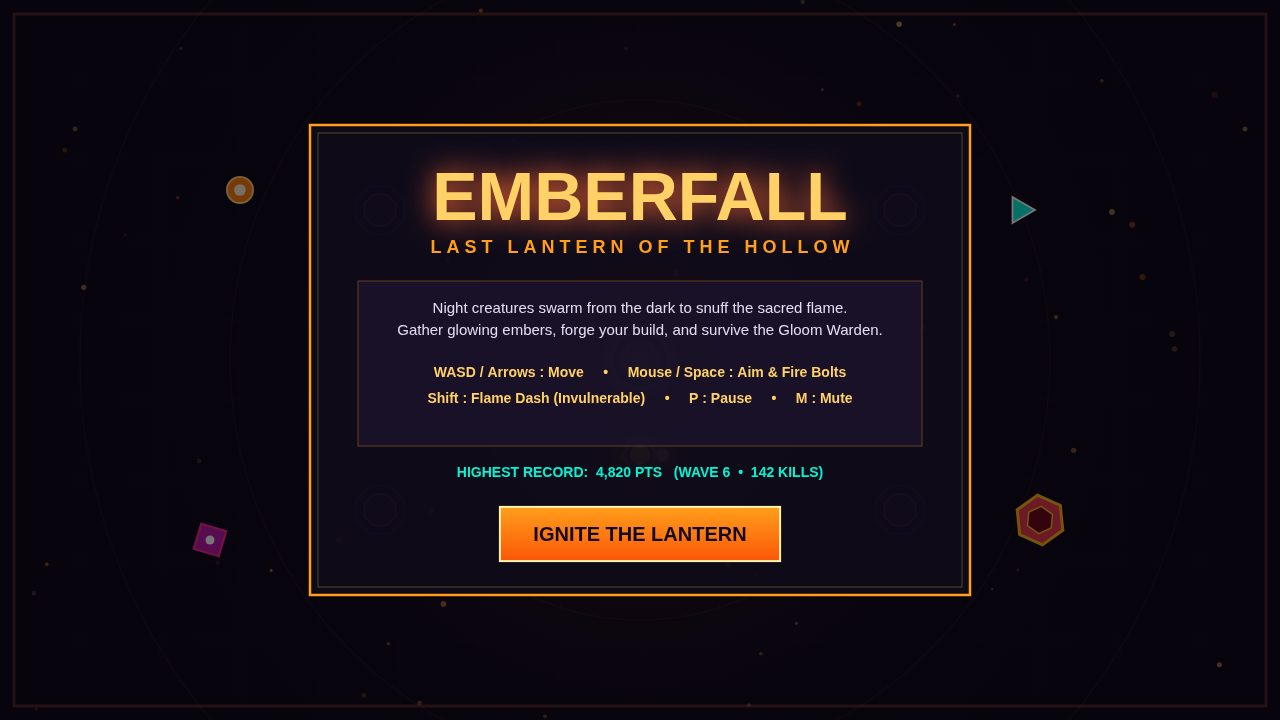 EMBERFALL
LAST LANTERN OF THE HOLLOW
Night creatures swarm from the dark to snuff the sacred flame.
Gather glowing embers, forge your build, and survive the Gloom Warden.
WASD / Arrows : Move • Mouse / Space : Aim & Fire Bolts
Shift : Flame Dash (Invulnerable) • P : Pause • M : Mute
HIGHEST RECORD: 4,820 PTS (WAVE 6 • 142 KILLS)
IGNITE THE LANTERN